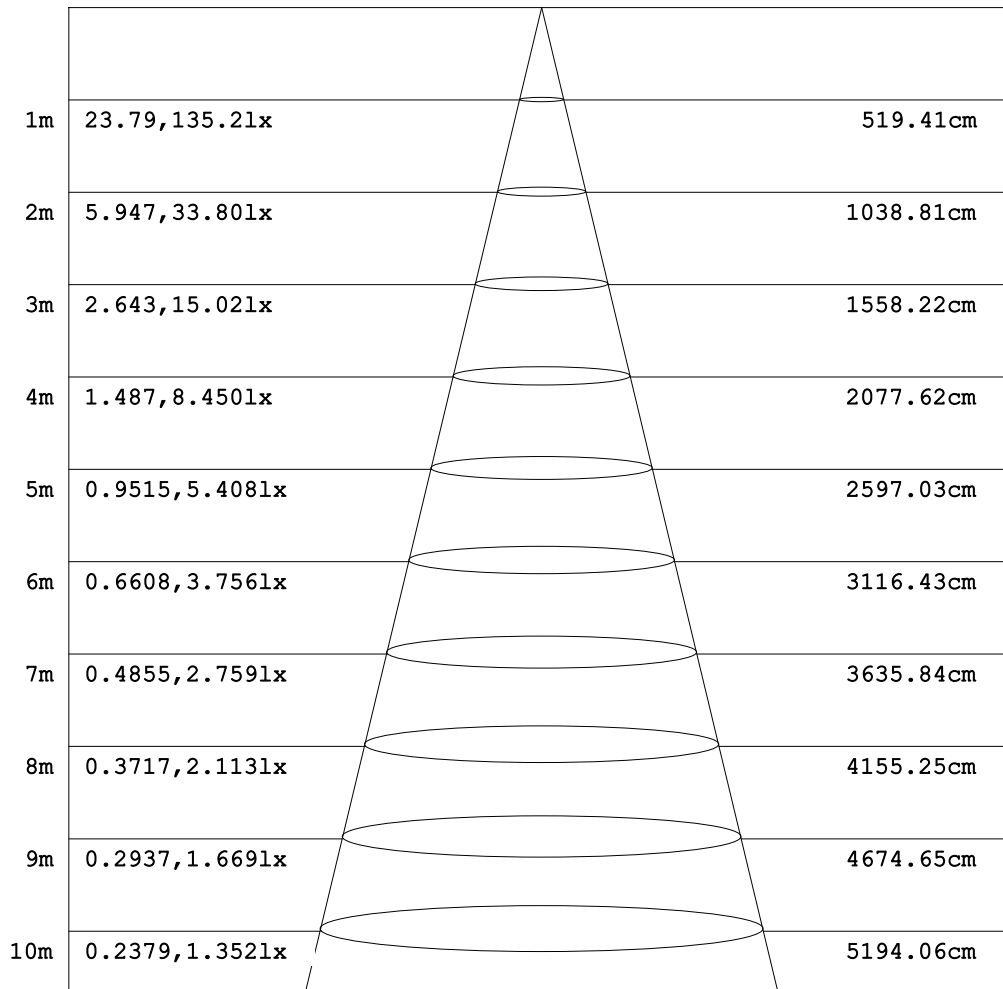 1m 23.79,135.2lx 519.41cm
2m 5.947,33.80lx 1038.81cm
3m 2.643,15.02lx 1558.22cm
4m 1.487,8.450lx 2077.62cm
5m 0.9515,5.408lx 2597.03cm
6m 0.6608,3.756lx 3116.43cm
7m 0.4855,2.759lx 3635.84cm
8m 0.3717,2.113lx 4155.25cm
9m 0.2937,1.669lx 4674.65cm
10m 0.2379,1.352lx 5194.06cm